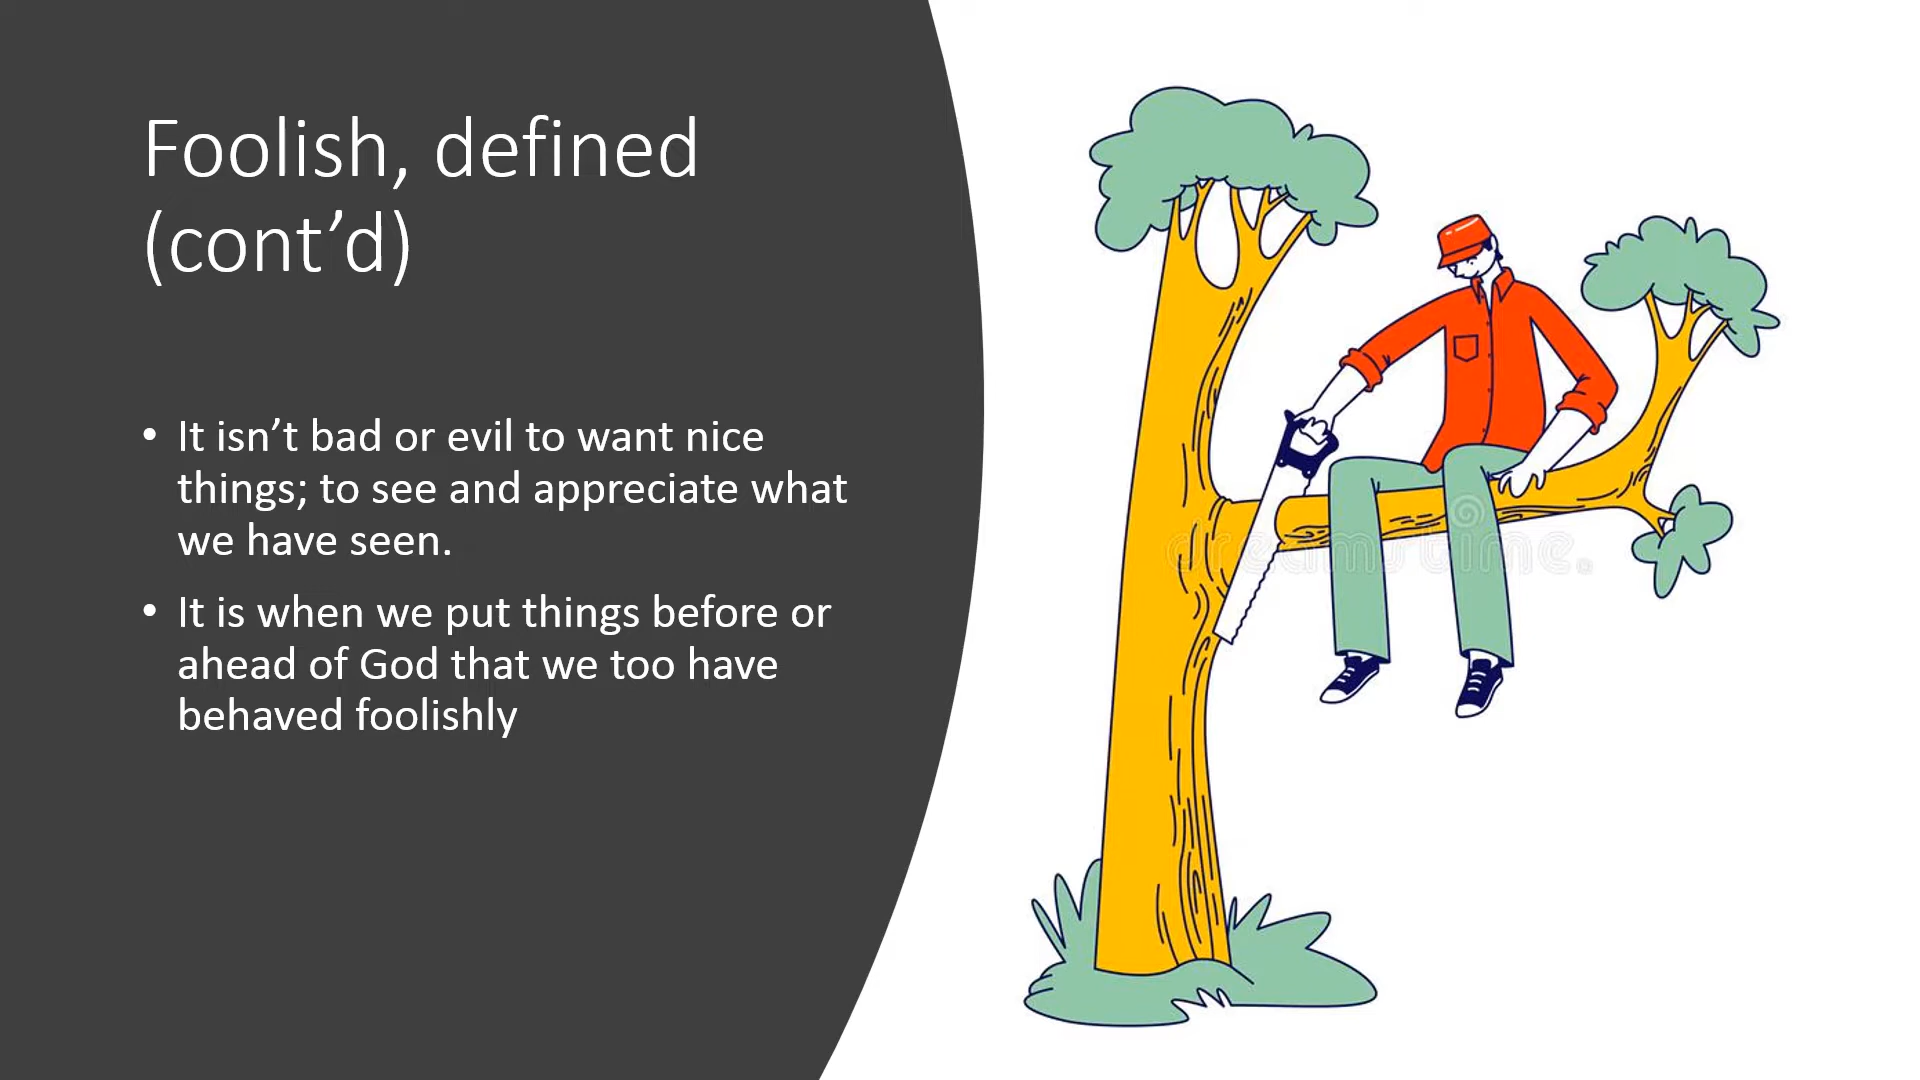 Foolish, defined
(cont’d)
• It isn’t bad or evil to want nice
things; to see and appreciate what
we have seen.
• It is when we put things before or
ahead of God that we too have
behaved foolishly
dreamstime.